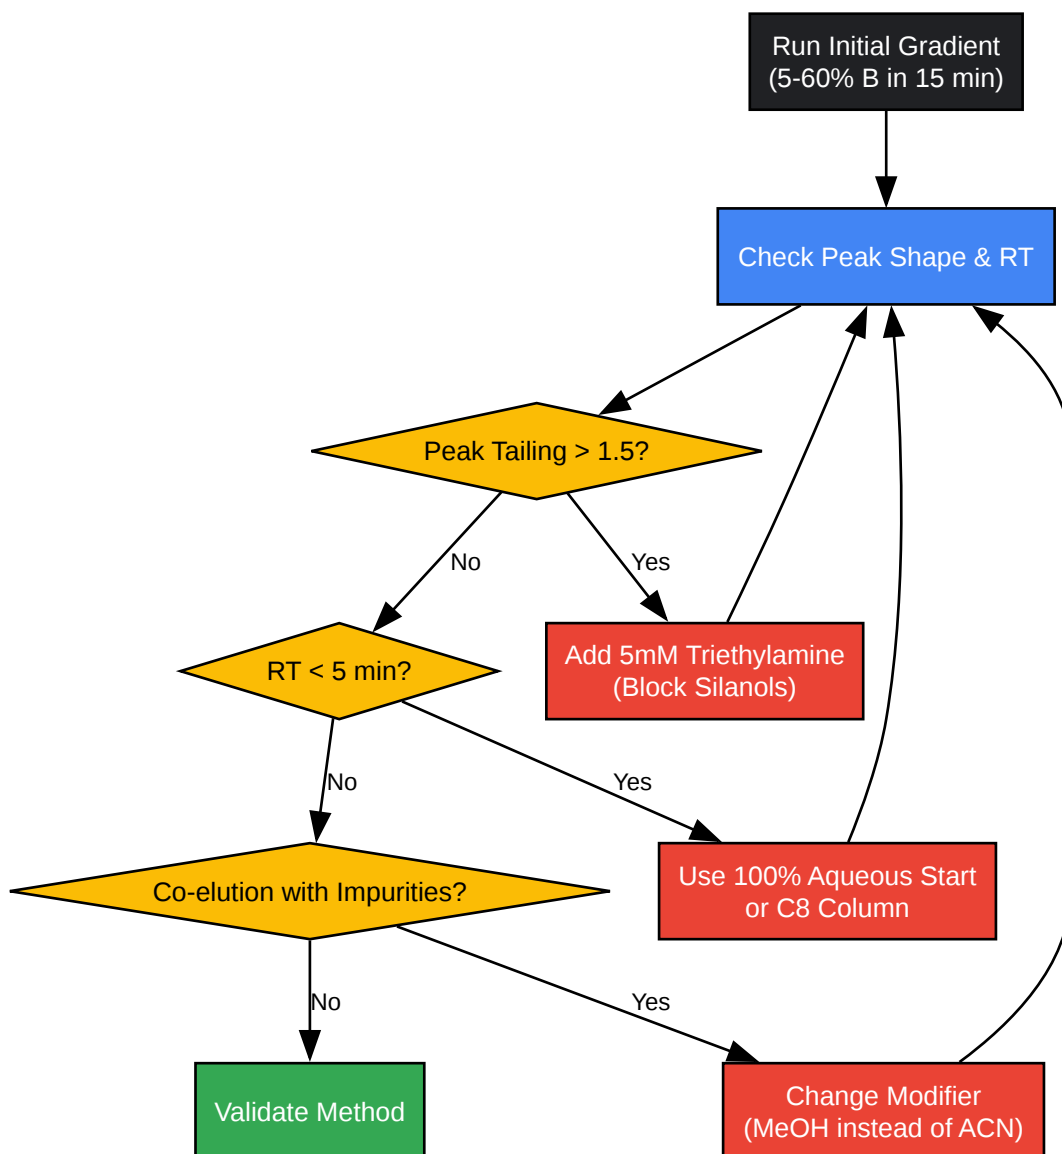 Run Initial Gradient
(5-60% B in 15 min)
Check Peak Shape & RT
Peak Tailing > 1.5?
No
Yes
RT < 5 min?
Add 5mM Triethylamine
(Block Silanols)
No
Yes
Co-elution with Impurities?
Use 100% Aqueous Start
or C8 Column
No
Yes
Validate Method
Change Modifier
(MeOH instead of ACN)